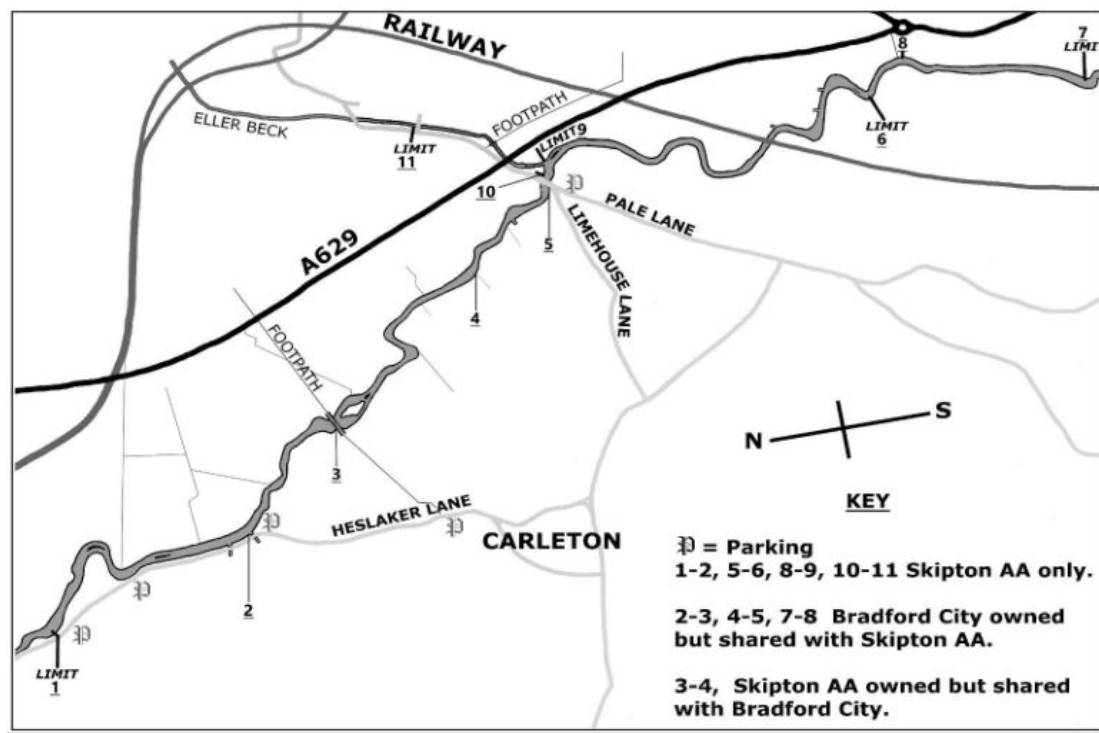 RAILWAY
8
7
LIMIT
ELLER BECK
FOOTPATH
LIMIT
6
LIMIT
11
LIMIT9
10
P
PALE LANE
5
LIMEHOUSE LANE
A629
4
FOOTPATH
3
N
S
HESLAKER LANE
P
P
CARLETON
KEY
P = Parking
1-2, 5-6, 8-9, 10-11 Skipton AA only.
2-3, 4-5, 7-8 Bradford City owned
but shared with Skipton AA.
3-4, Skipton AA owned but shared
with Bradford City.
P
2
P
LIMIT
1